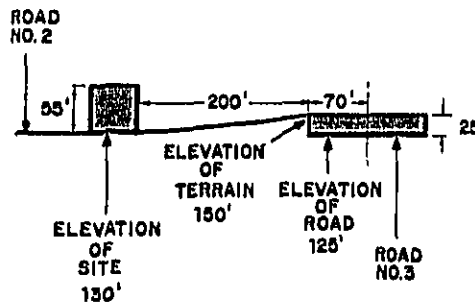 ROAD
NO.2
55'
200'
70'
25
ELEVATION
OF
TERRAIN
150'
ELEVATION
OF
SITE
130'
ELEVATION
OF
ROAD
125'
ROAD
NO.3